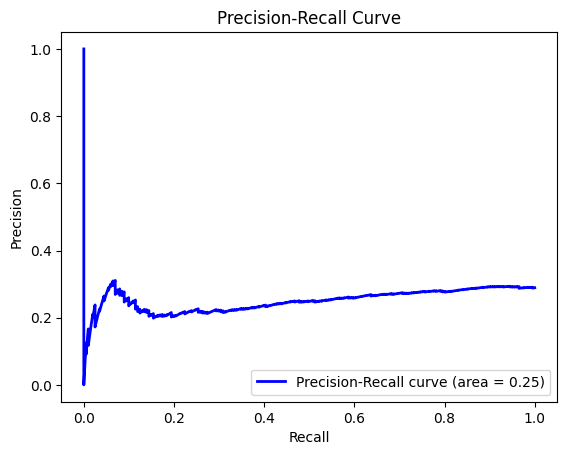 Precision-Recall Curve
1.0
0.8
0.6
0.4
0.2
0.0
Precision
0.0 0.2 0.4 0.6 0.8 1.0
Recall
Precision-Recall curve (area = 0.25)